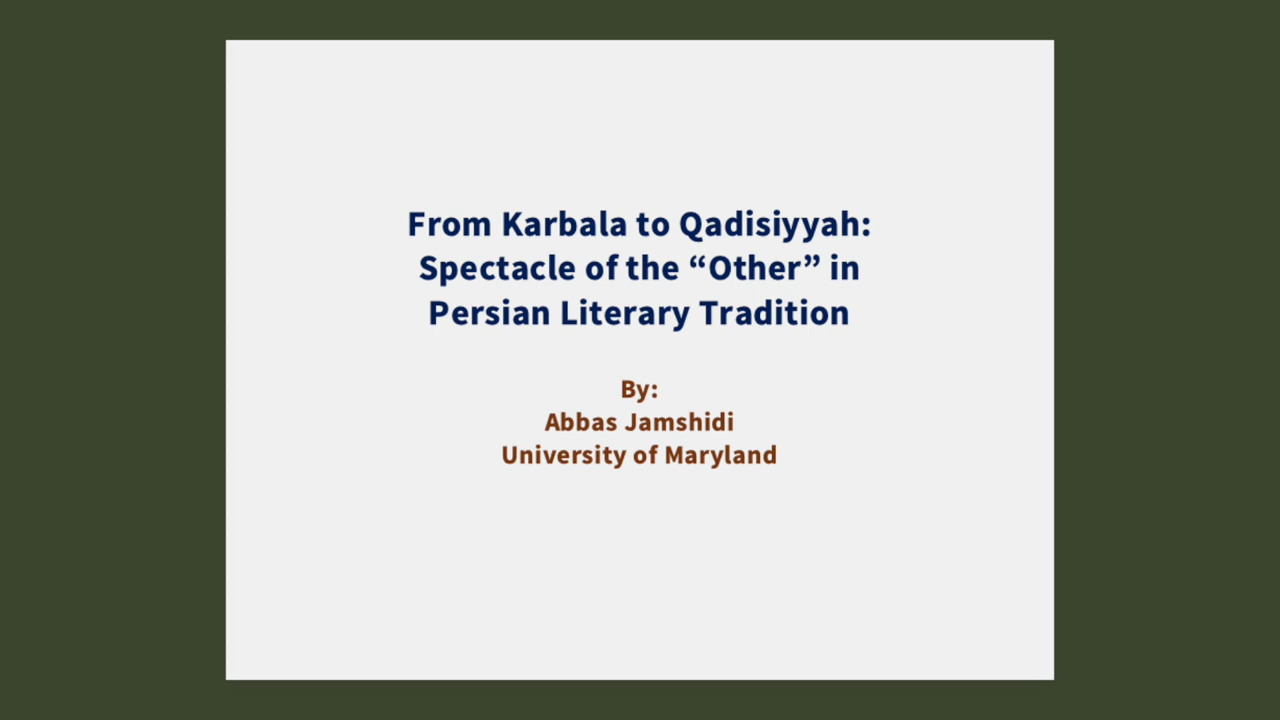 From Karbala to Qadisiyyah:
Spectacle of the “Other” in
Persian Literary Tradition
By:
Abbas Jamshidi
University of Maryland